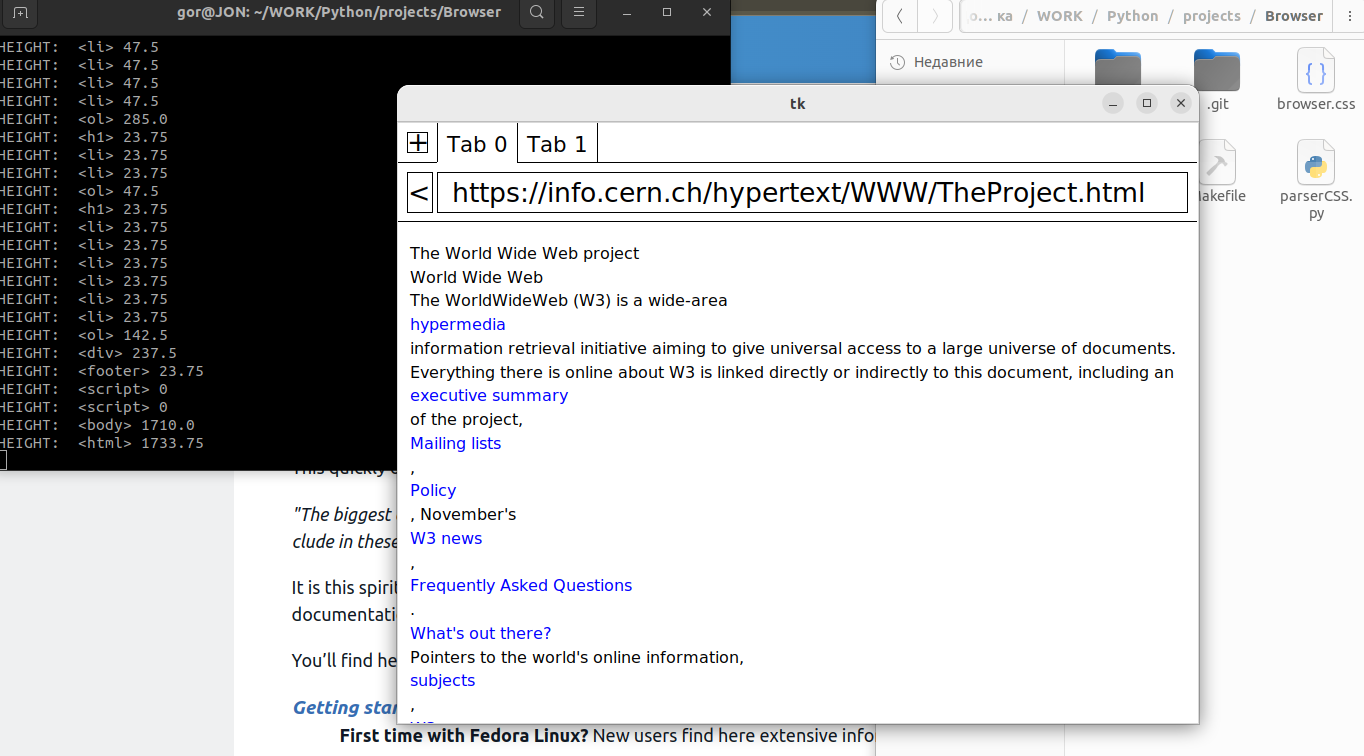 gor@JON: ~/WORK/Python/projects/Browser
HEIGHT: <li> 47.5
HEIGHT: <li> 47.5
HEIGHT: <li> 47.5
HEIGHT: <li> 47.5
HEIGHT: <ol> 285.0
HEIGHT: <h1> 23.75
HEIGHT: <li> 23.75
HEIGHT: <li> 23.75
HEIGHT: <ol> 47.5
HEIGHT: <h1> 23.75
HEIGHT: <li> 23.75
HEIGHT: <li> 23.75
HEIGHT: <li> 23.75
HEIGHT: <li> 23.75
HEIGHT: <li> 23.75
HEIGHT: <li> 23.75
HEIGHT: <ol> 142.5
HEIGHT: <div> 237.5
HEIGHT: <footer> 23.75
HEIGHT: <script> 0
HEIGHT: <script> 0
HEIGHT: <body> 1710.0
HEIGHT: <html> 1733.75
This quickly
"The biggest
clude in these
It is this spirit
documentati
You’ll find he
Getting star
First time with Fedora Linux? New users find here extensive info
о... ка / WORK / Python / projects / Browser
Недавние
.git
browser.css
Makefile
parserCSS.
py
tk
Tab 0
Tab 1
< https://info.cern.ch/hypertext/WWW/TheProject.html
The World Wide Web project
World Wide Web
The WorldWideWeb (W3) is a wide-area
hypermedia
information retrieval initiative aiming to give universal access to a large universe of documents.
Everything there is online about W3 is linked directly or indirectly to this document, including an
executive summary
of the project,
Mailing lists
,
Policy
, November's
W3 news
,
Frequently Asked Questions
.
What's out there?
Pointers to the world's online information,
subjects
,